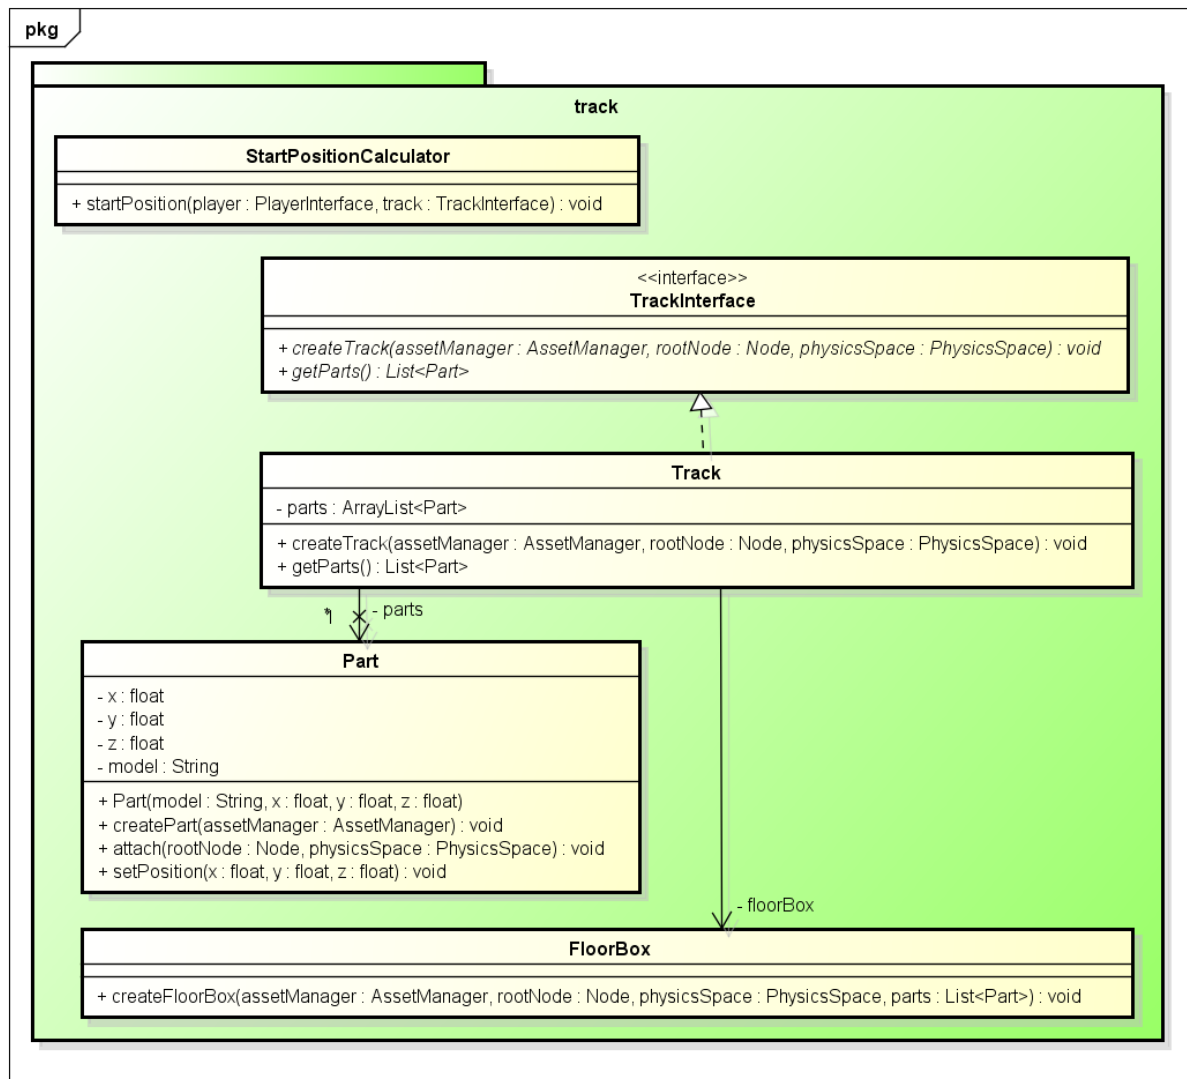 pkg
track
StartPositionCalculator
+ startPosition(player : PlayerInterface, track : TrackInterface) : void
<<interface>>
TrackInterface
+ createTrack(assetManager : AssetManager, rootNode : Node, physicsSpace : PhysicsSpace) : void
+ getParts() : List<Part>
Track
- parts : ArrayList<Part>
+ createTrack(assetManager : AssetManager, rootNode : Node, physicsSpace : PhysicsSpace) : void
+ getParts() : List<Part>
*
1
- parts
Part
- x : float
- y : float
- z : float
- model : String
+ Part(model : String, x : float, y : float, z : float)
+ createPart(assetManager : AssetManager) : void
+ attach(rootNode : Node, physicsSpace : PhysicsSpace) : void
+ setPosition(x : float, y : float, z : float) : void
- floorBox
FloorBox
+ createFloorBox(assetManager : AssetManager, rootNode : Node, physicsSpace : PhysicsSpace, parts : List<Part>) : void